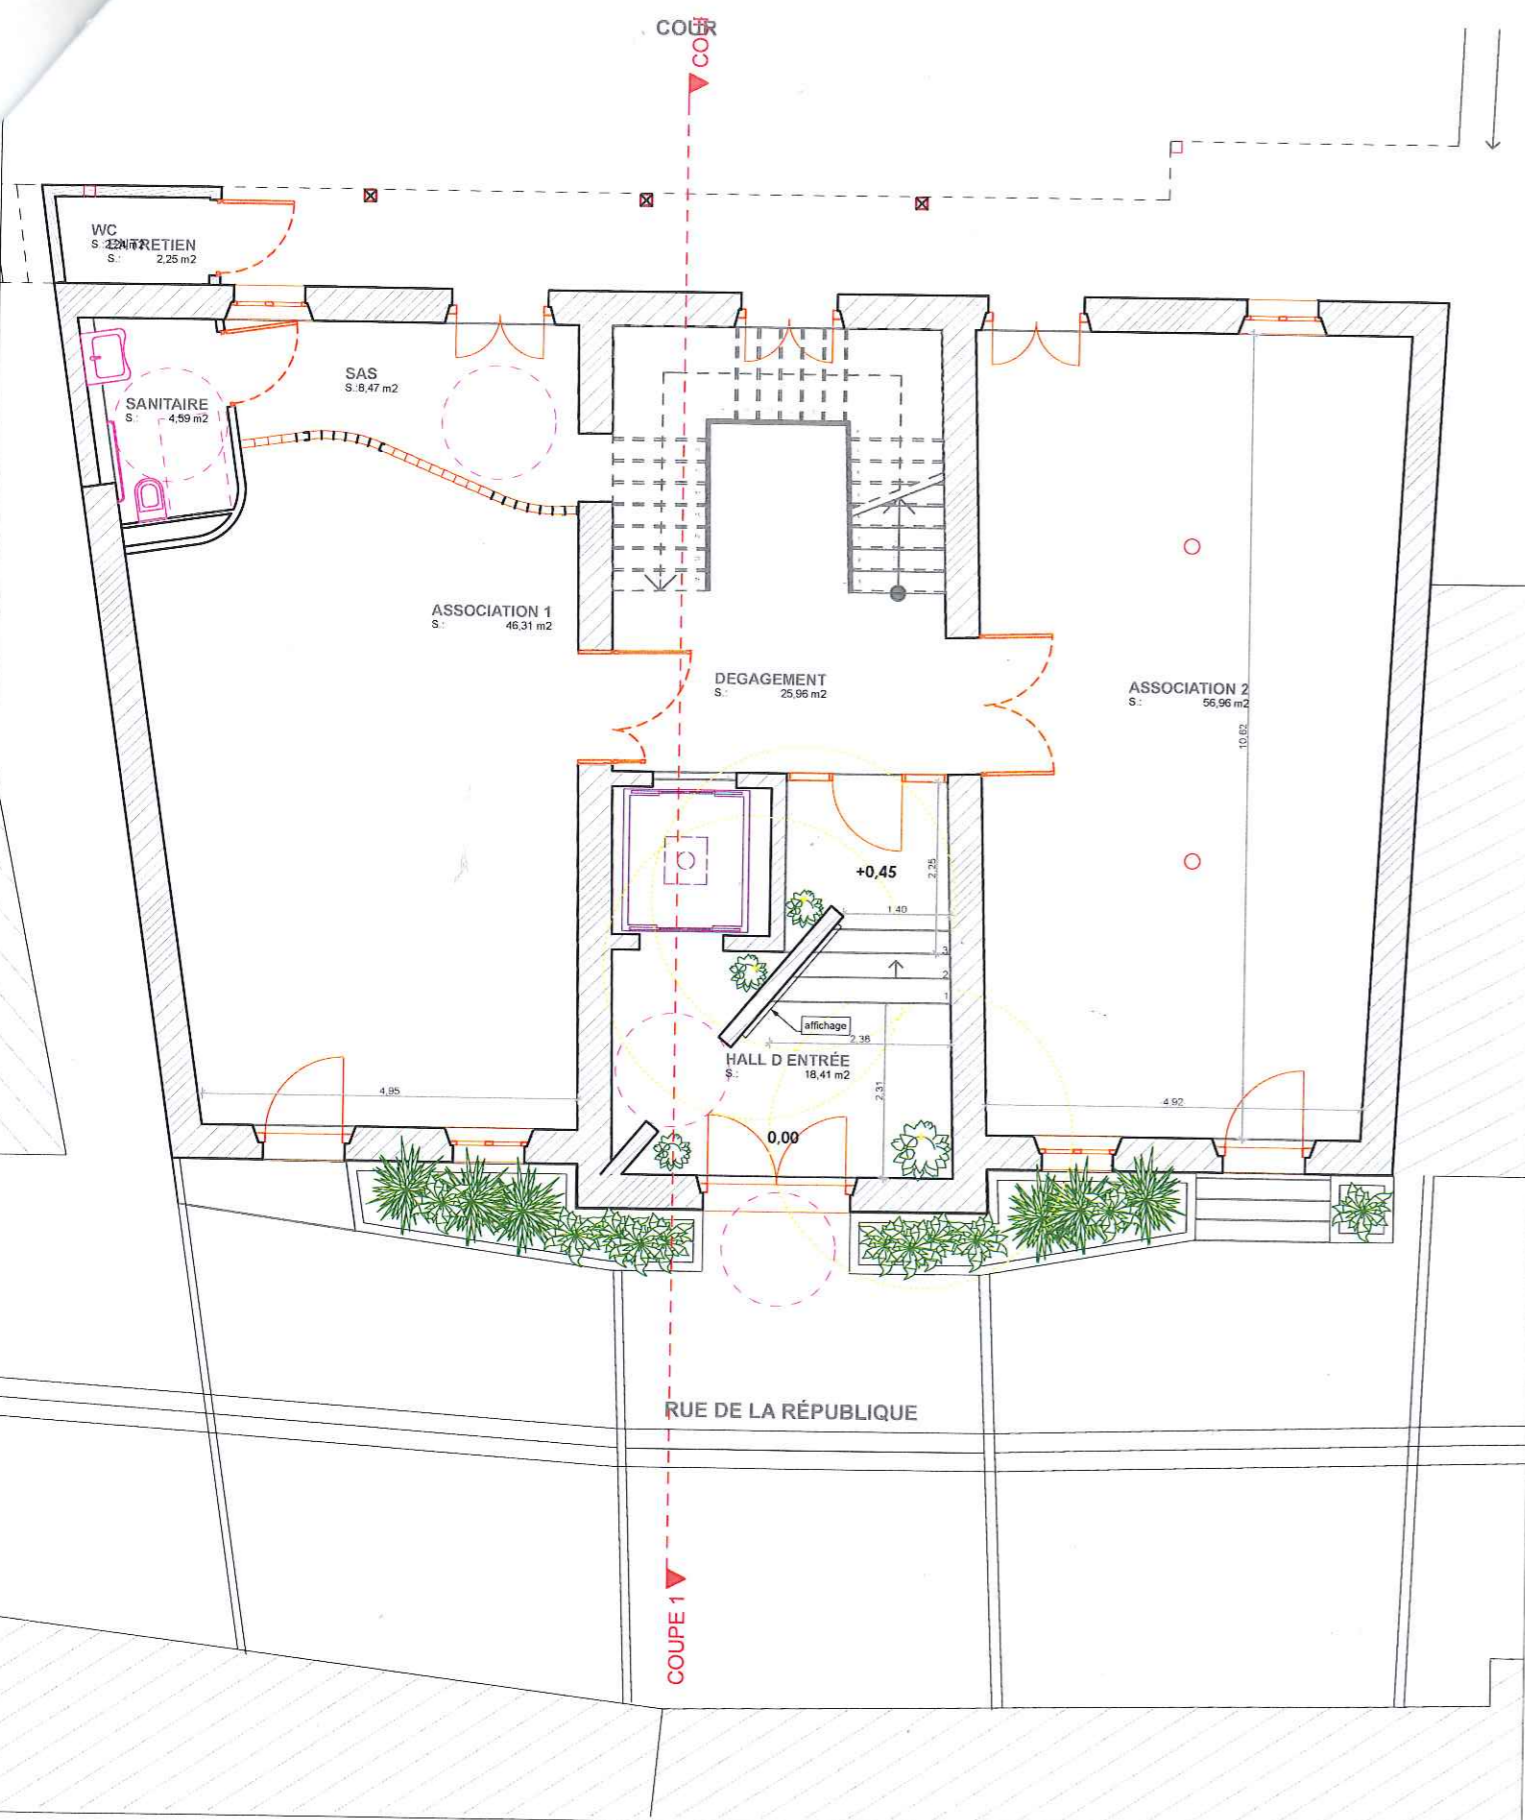 COUR
WC
ENTRETIEN
S.: 2,25 m2
SAS
S.: 8,47 m2
SANITAIRE
S.: 4,59 m2
ASSOCIATION 1
S.: 46,31 m2
DEGAGEMENT
S.: 25,96 m2
ASSOCIATION 2
S.: 56,96 m2
10,62
+0,45
2,25
1,40
3
2
1
affichage
2,38
HALL D ENTRÉE
S.: 18,41 m2
2,31
4,95
4,92
0,00
RUE DE LA RÉPUBLIQUE
COUPE 1